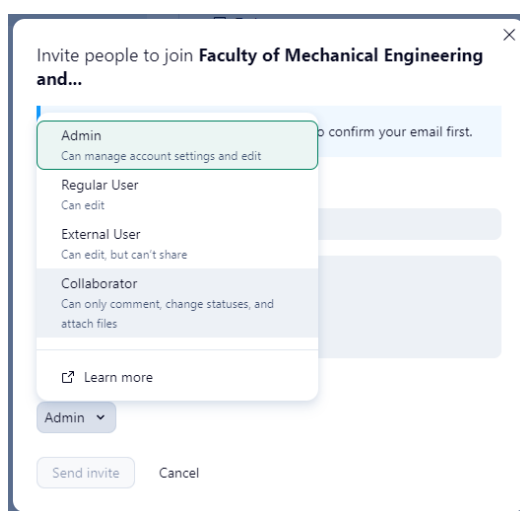 Invite people to join Faculty of Mechanical Engineering
and...
to confirm your email first.
Admin
Can manage account settings and edit
Regular User
Can edit
External User
Can edit, but can't share
Collaborator
Can only comment, change statuses, and
attach files
Learn more
Admin
Send invite Cancel